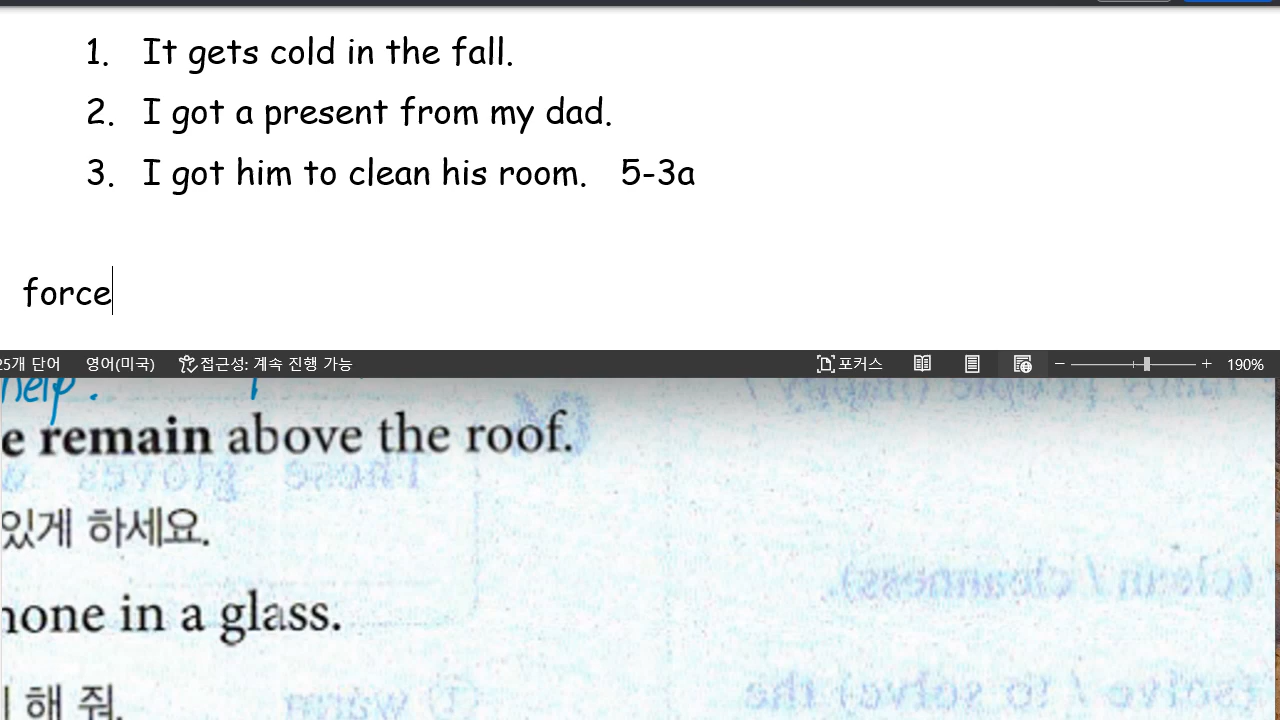 1. It gets cold in the fall.
2. I got a present from my dad.
3. I got him to clean his room. 5-3a
force
25개 단어 영어(미국) 접근성: 계속 진행 가능 포커스 190%
help.
e remain above the roof.
있게 하세요.
none in a glass.
해 줘.